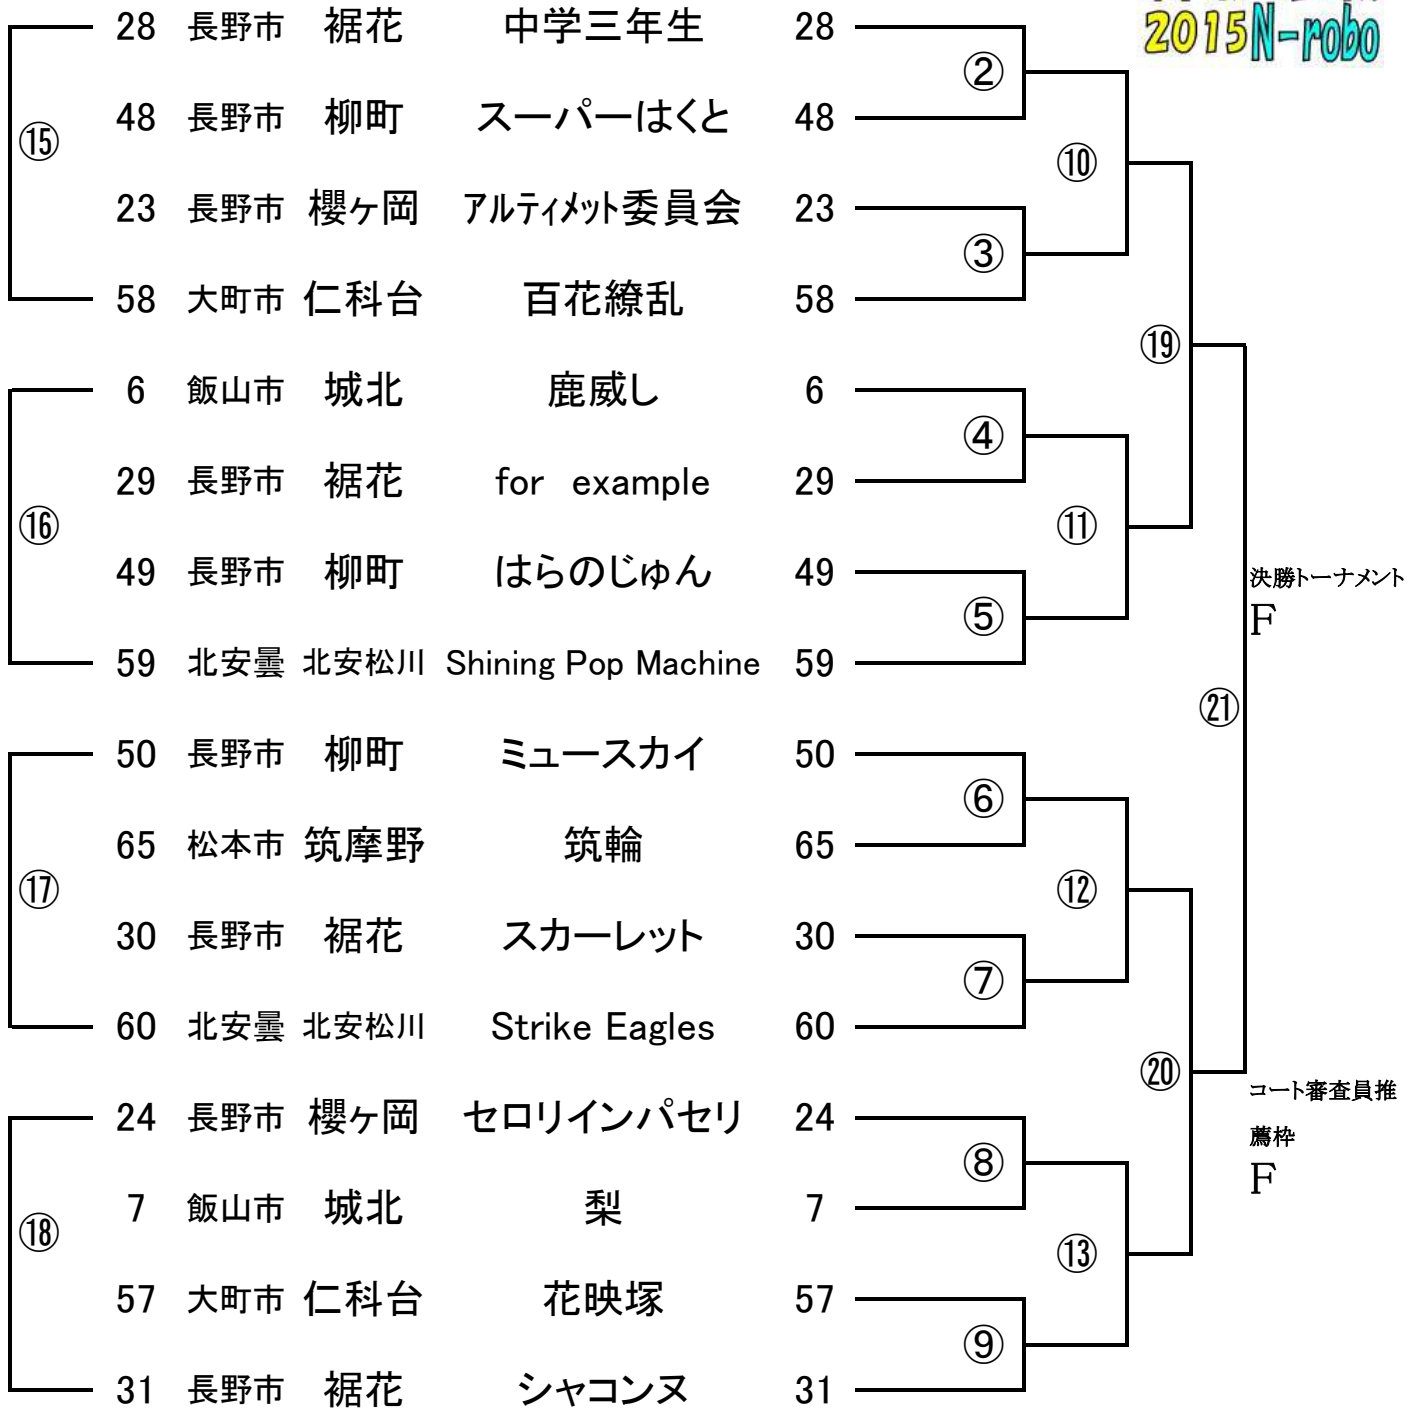 2015N-robo
28 長野市 裾花 中学三年生 28
②
48 長野市 柳町 スーパーはくと 48
⑮
⑩
23 長野市 櫻ヶ岡 アルティメット委員会 23
③
58 大町市 仁科台 百花繚乱 58
⑲
6 飯山市 城北 鹿威し 6
④
29 長野市 裾花 for example 29
⑯
⑪
49 長野市 柳町 はらのじゅん 49
決勝トーナメント
F
⑤
59 北安曇 北安松川 Shining Pop Machine 59
㉑
50 長野市 柳町 ミュースカイ 50
⑥
65 松本市 筑摩野 筑輪 65
⑰
⑫
30 長野市 裾花 スカーレット 30
⑦
60 北安曇 北安松川 Strike Eagles 60
⑳
コート審査員推
薦枠
F
24 長野市 櫻ヶ岡 セロリインパセリ 24
⑧
7 飯山市 城北 梨 7
⑱
⑬
57 大町市 仁科台 花映塚 57
⑨
31 長野市 裾花 シャコンヌ 31